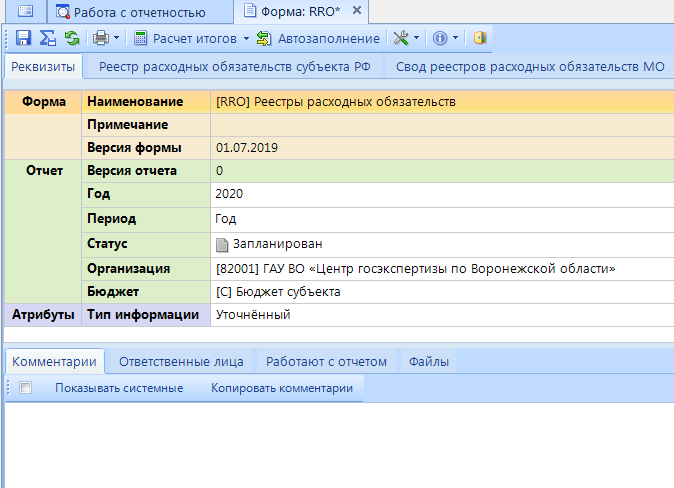 Работа с отчетностью Форма: RRO*
Расчет итогов Автозаполнение
Реквизиты Реестр расходных обязательств субъекта РФ Свод реестров расходных обязательств МО
Форма Наименование [RRO] Реестры расходных обязательств
Примечание
Версия формы 01.07.2019
Отчет Версия отчета 0
Год 2020
Период Год
Статус Запланирован
Организация [82001] ГАУ ВО «Центр госэкспертизы по Воронежской области»
Бюджет [С] Бюджет субъекта
Атрибуты Тип информации Уточнённый
Комментарии Ответственные лица Работают с отчетом Файлы
Показывать системные Копировать комментарии